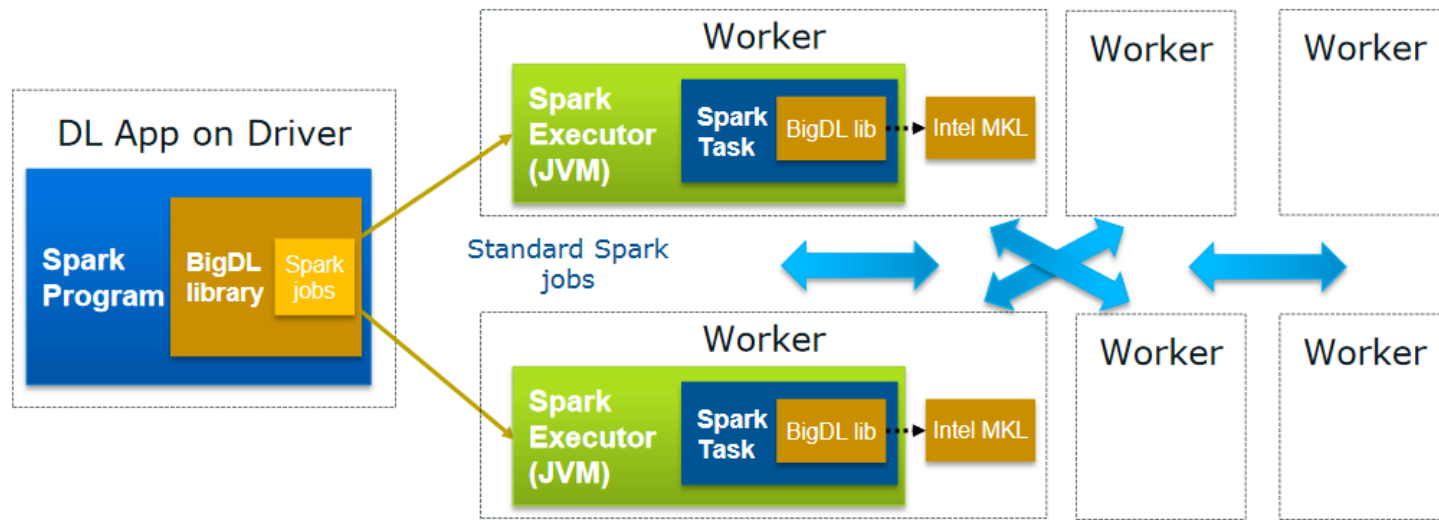 DL App on Driver
Spark
Program
BigDL
library
Spark
jobs
Worker
Spark
Executor
(JVM)
Spark
Task
BigDL lib
Intel MKL
Worker
Worker
Standard Spark
jobs
Worker
Spark
Executor
(JVM)
Spark
Task
BigDL lib
Intel MKL
Worker
Worker